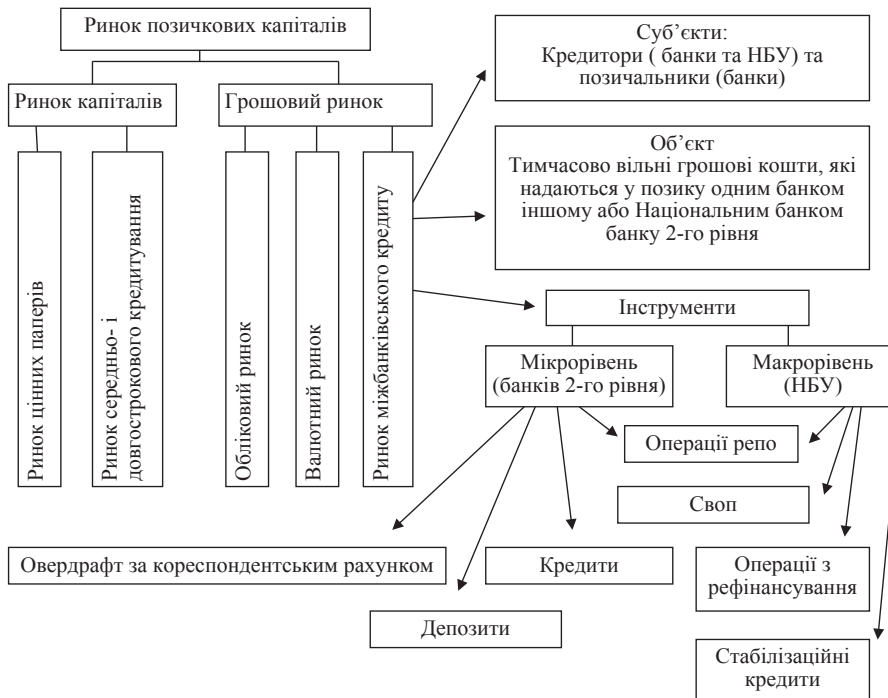 Ринок позичкових капіталів
Суб’єкти:
Кредитори ( банки та НБУ) та
позичальники (банки)
Ринок капіталів
Грошовий ринок
Об’єкт
Тимчасово вільні грошові кошти, які
надаються у позику одним банком
іншому або Національним банком
банку 2-го рівня
Ринок цінних паперів
Ринок середньо- і
довгострокового кредитування
Обліковий ринок
Валютний ринок
Ринок міжбанківського кредиту
Інструменти
Мікрорівень
(банків 2-го рівня)
Макрорівень
(НБУ)
Операції репо
Своп
Овердрафт за кореспондентським рахунком
Кредити
Операції з
рефінансування
Депозити
Стабілізаційні
кредити